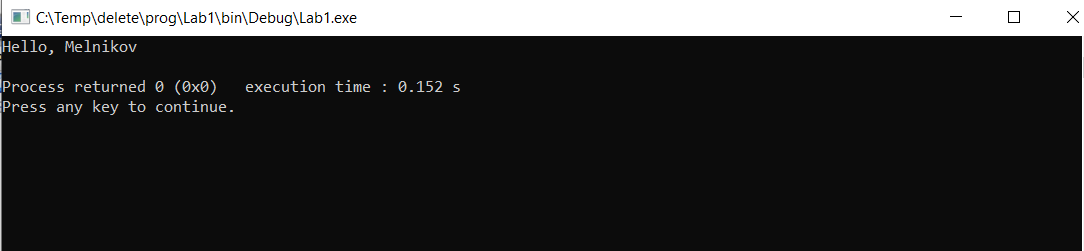 C:\Temp\delete\prog\Lab1\bin\Debug\Lab1.exe
Hello, Melnikov
Process returned 0 (0x0)   execution time : 0.152 s
Press any key to continue.